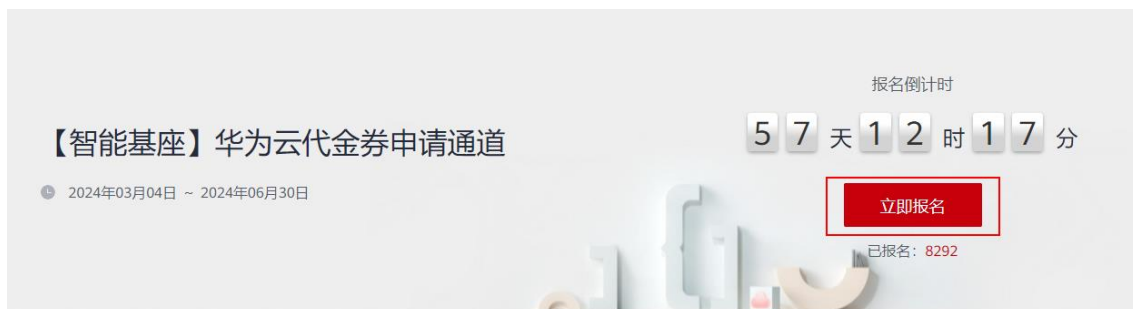 【智能基座】华为云代金券申请通道
2024年03月04日 ~ 2024年06月30日
报名倒计时
57天12时17分
立即报名
已报名：8292